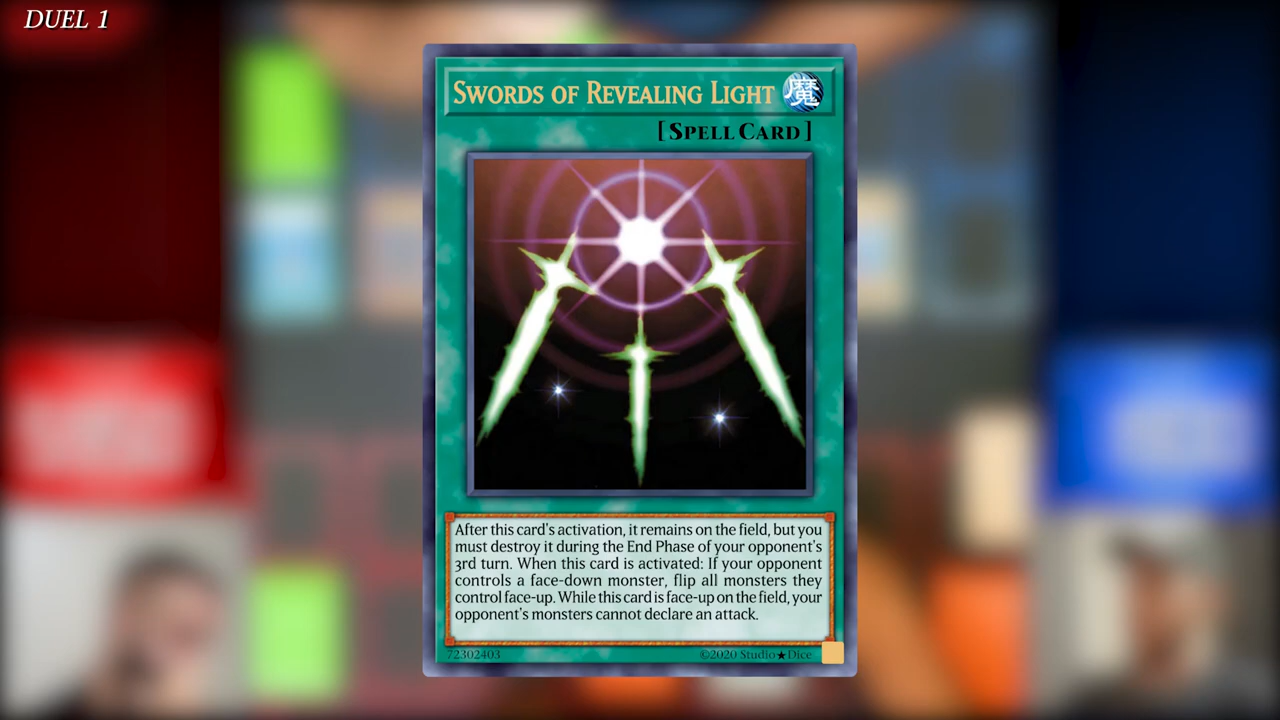 DUEL 1
SWORDS OF REVEALING LIGHT 魔
[SPELL CARD]
After this card's activation, it remains on the field, but you
must destroy it during the End Phase of your opponent's
3rd turn. When this card is activated: If your opponent
controls a face-down monster, flip all monsters they
control face-up. While this card is face-up on the field, your
opponent's monsters cannot declare an attack.
72302403 ©2020 Studio★Dice